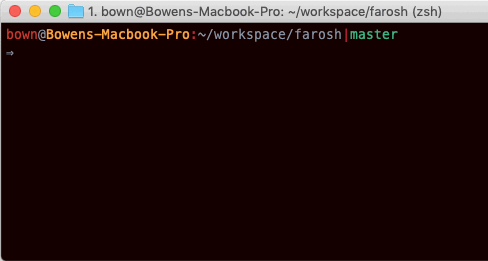 1. bown@Bowens-Macbook-Pro: ~/workspace/farosh (zsh)
bown@Bowens-Macbook-Pro:~/workspace/farosh|master
⇒